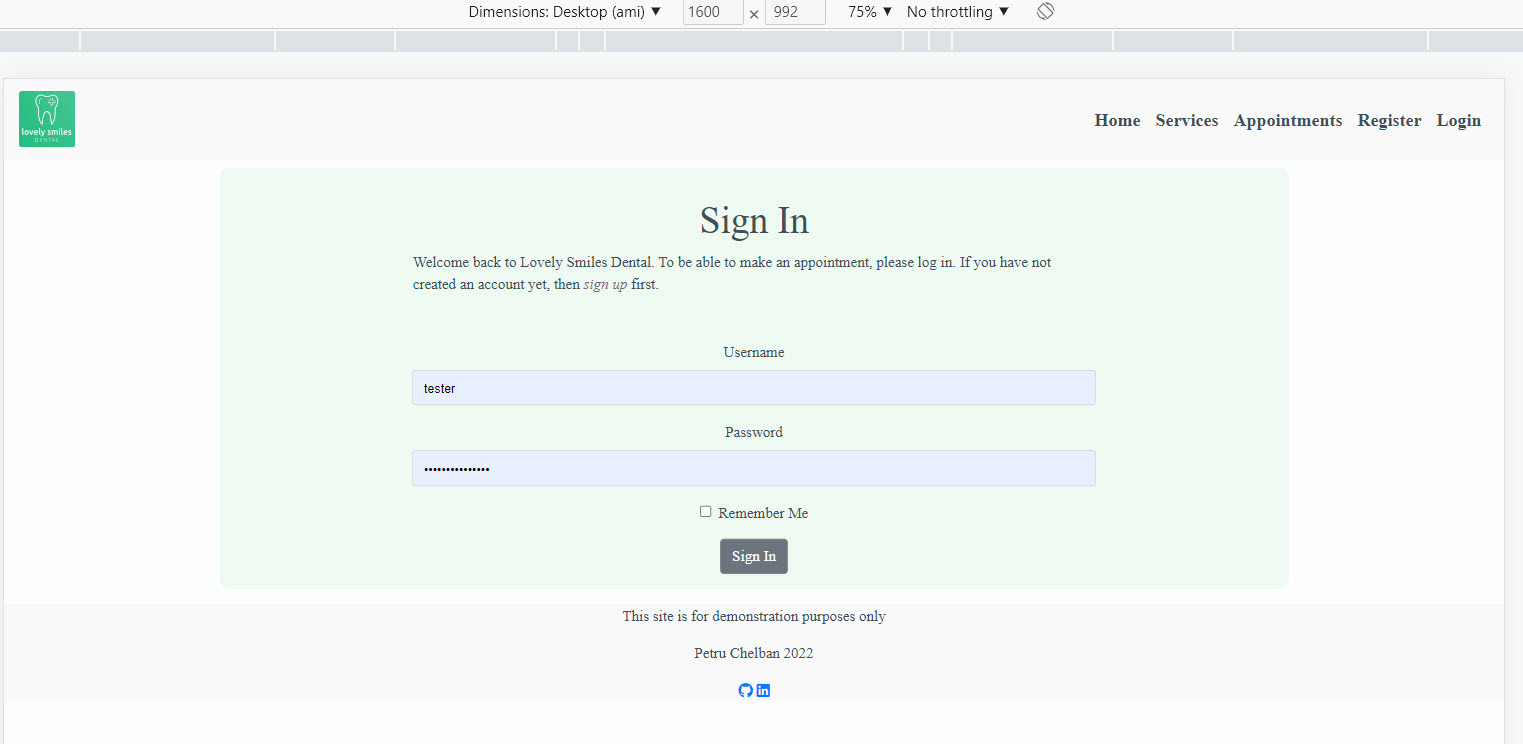 Dimensions: Desktop (ami) ▼ 1600 × 992 75% ▼ No throttling ▼
lovely smiles
DENTAL
Home Services Appointments Register Login
Sign In
Welcome back to Lovely Smiles Dental. To be able to make an appointment, please log in. If you have not
created an account yet, then sign up first.
Username
tester
Password
•••••••••••••••
Remember Me
Sign In
This site is for demonstration purposes only
Petru Chelban 2022
in